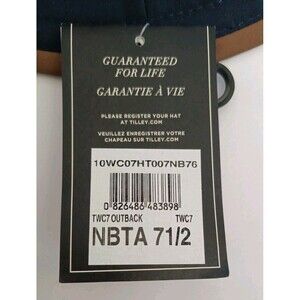 GUARANTEED
FOR LIFE
GARANTIE À VIE
PLEASE REGISTER YOUR HAT
AT TILLEY.COM
VEUILLEZ ENREGISTRER VOTRE
CHAPEAU SUR TILLEY.COM
10WC07HT007NB76
0 826486 483898
TWC7 OUTBACK TWC7
NBTA 71/2